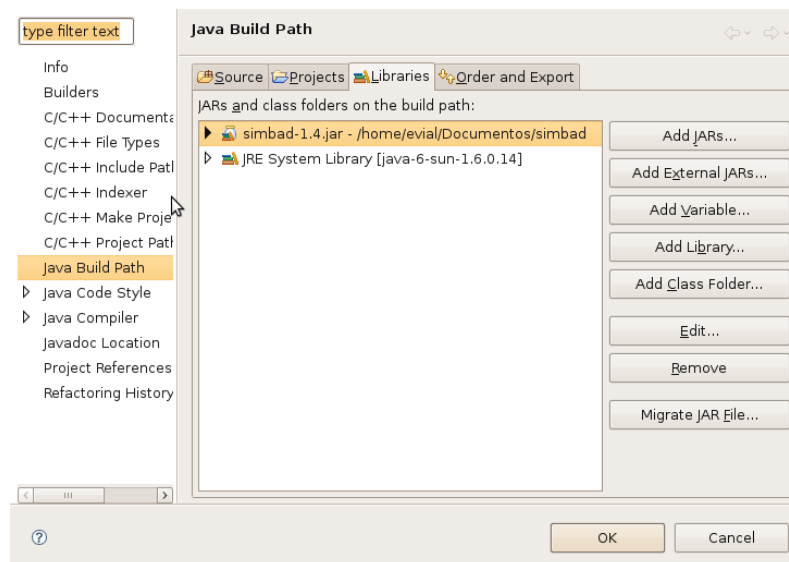 type filter text
Info
Builders
C/C++ Documenta
C/C++ File Types
C/C++ Include Patl
C/C++ Indexer
C/C++ Make Proje
C/C++ Project Path
Java Build Path
Java Code Style
Java Compiler
Javadoc Location
Project References
Refactoring History
Java Build Path
Source Projects Libraries Order and Export
JARs and class folders on the build path:
simbad-1.4.jar - /home/evial/Documentos/simbad
JRE System Library [java-6-sun-1.6.0.14]
Add JARs...
Add External JARs...
Add Variable...
Add Library...
Add Class Folder...
Edit...
Remove
Migrate JAR File...
OK Cancel